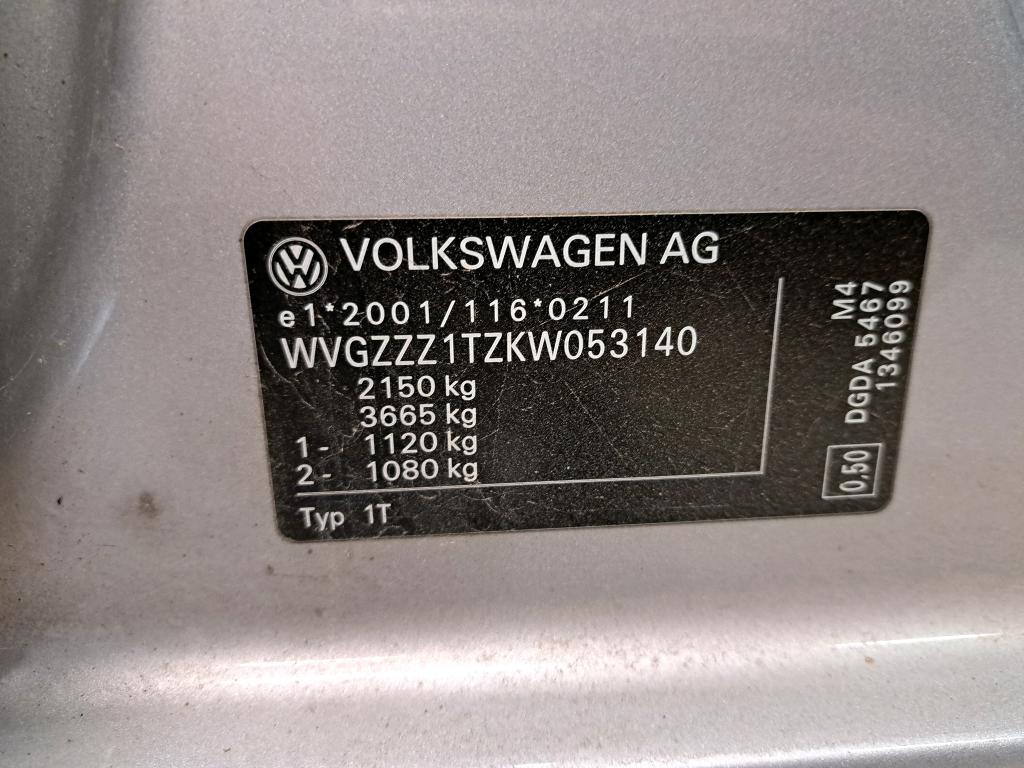 VOLKSWAGEN AG
e1*2001/116*0211
WVGZZZ1TZKW053140
2150 kg
3665 kg
1- 1120 kg
2- 1080 kg
Typ 1T
M4
DGDA 5467
1346099
0.50